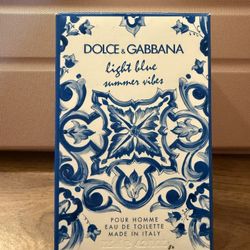 DOLCE & GABBANA
light blue
summer vibes
POUR HOMME
EAU DE TOILETTE
MADE IN ITALY